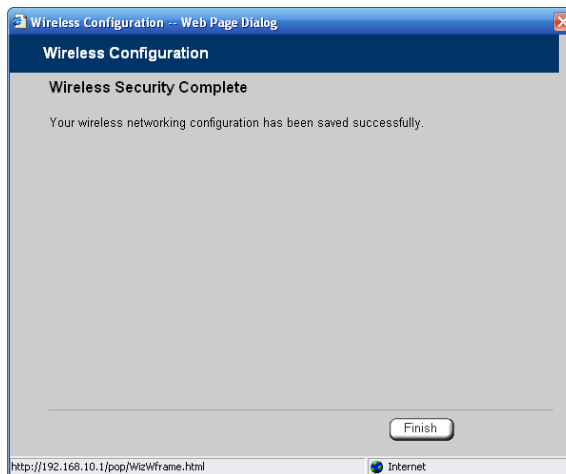 Wireless Configuration -- Web Page Dialog
Wireless Configuration
Wireless Security Complete
Your wireless networking configuration has been saved successfully.
Finish
http://192.168.10.1/pop/WizWframe.html
Internet